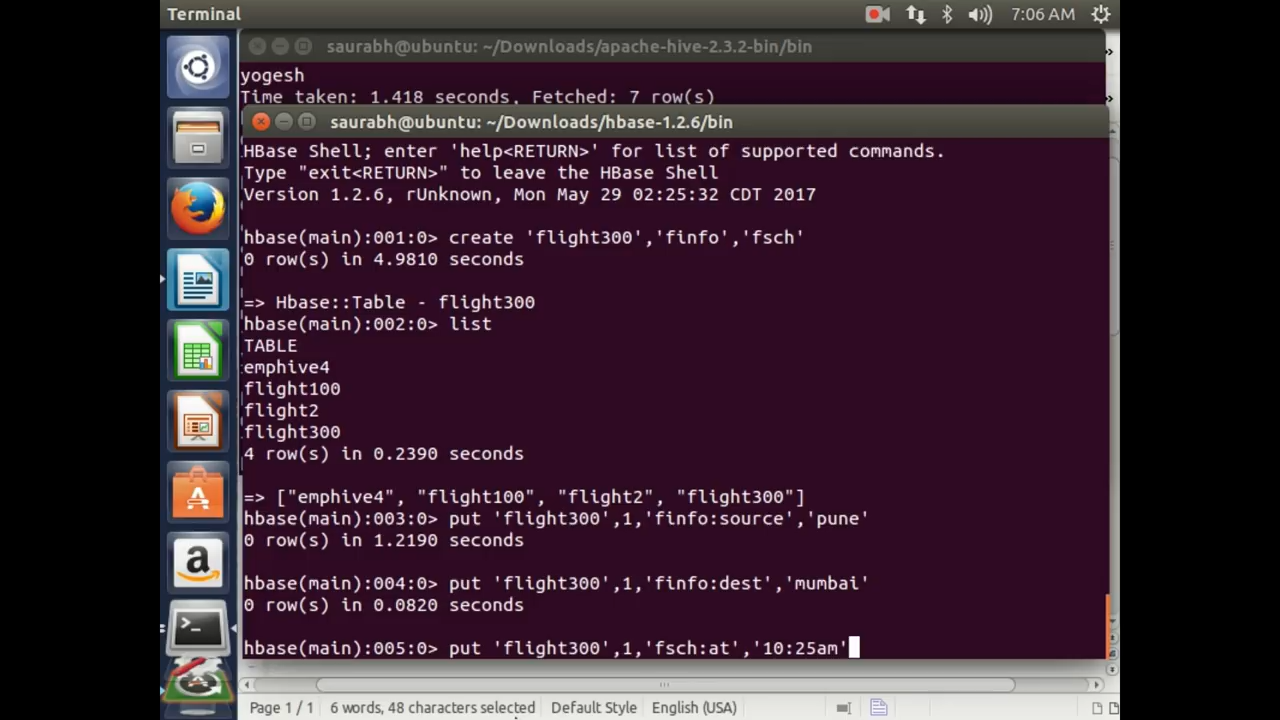 Terminal
7:06 AM
saurabh@ubuntu: ~/Downloads/apache-hive-2.3.2-bin/bin
yogesh
Time taken: 1.418 seconds, Fetched: 7 row(s)
saurabh@ubuntu: ~/Downloads/hbase-1.2.6/bin
HBase Shell; enter 'help<RETURN>' for list of supported commands.
Type "exit<RETURN>" to leave the HBase Shell
Version 1.2.6, rUnknown, Mon May 29 02:25:32 CDT 2017
hbase(main):001:0> create 'flight300','finfo','fsch'
0 row(s) in 4.9810 seconds
=> Hbase::Table - flight300
hbase(main):002:0> list
TABLE
emphive4
flight100
flight2
flight300
4 row(s) in 0.2390 seconds
=> ["emphive4", "flight100", "flight2", "flight300"]
hbase(main):003:0> put 'flight300',1,'finfo:source','pune'
0 row(s) in 1.2190 seconds
hbase(main):004:0> put 'flight300',1,'finfo:dest','mumbai'
0 row(s) in 0.0820 seconds
hbase(main):005:0> put 'flight300',1,'fsch:at','10:25am'
Page 1 / 1 6 words, 48 characters selected Default Style English (USA)